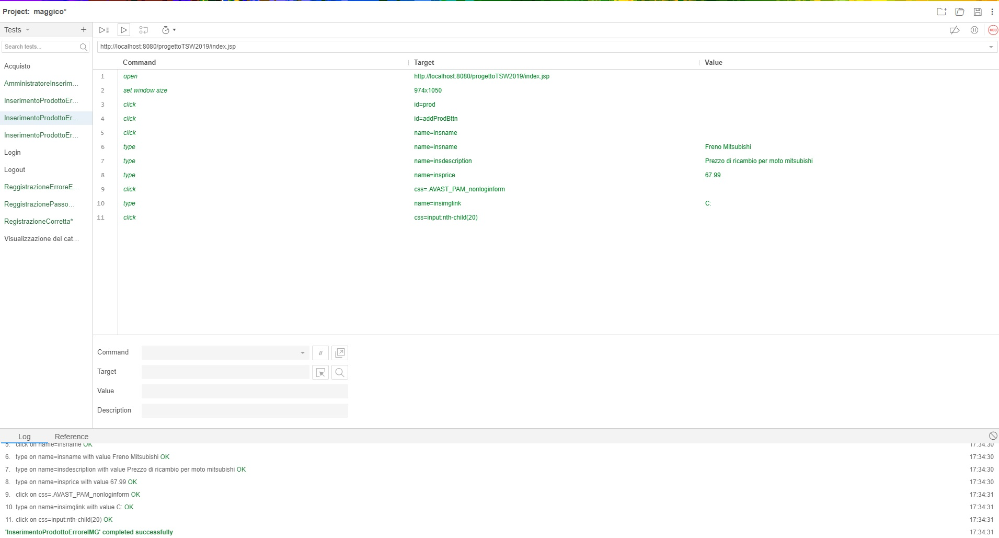 Project: maggico*
Tests
Search tests...
http://localhost:8080/progettoTSW2019/index.jsp
REC
Acquisto
AmministratoreInserim...
InserimentoProdottoEr...
InserimentoProdottoEr...
InserimentoProdottoEr...
Login
Logout
ReggistrazioneErroreE...
ReggistrazionePasso...
RegistrazioneCorretta*
Visualizzazione del cat...
Command Target Value
1 open http://localhost:8080/progettoTSW2019/index.jsp
2 set window size 974x1050
3 click id=prod
4 click id=addProdBttn
5 click name=insname
6 type name=insname Freno Mitsubishi
7 type name=insdescription Prezzo di ricambio per moto mitsubishi
8 type name=insprice 67.99
9 click css=.AVAST_PAM_nonloginform
10 type name=insimglink C:
11 click css=input:nth-child(20)
Command //
Target
Value
Description
Log Reference
5. click on name=insname OK 17:34:30
6. type on name=insname with value Freno Mitsubishi OK 17:34:30
7. type on name=insdescription with value Prezzo di ricambio per moto mitsubishi OK 17:34:30
8. type on name=insprice with value 67.99 OK 17:34:30
9. click on css=.AVAST_PAM_nonloginform OK 17:34:31
10. type on name=insimglink with value C: OK 17:34:31
11. click on css=input:nth-child(20) OK 17:34:31
'InserimentoProdottoErroreIMG' completed successfully 17:34:31